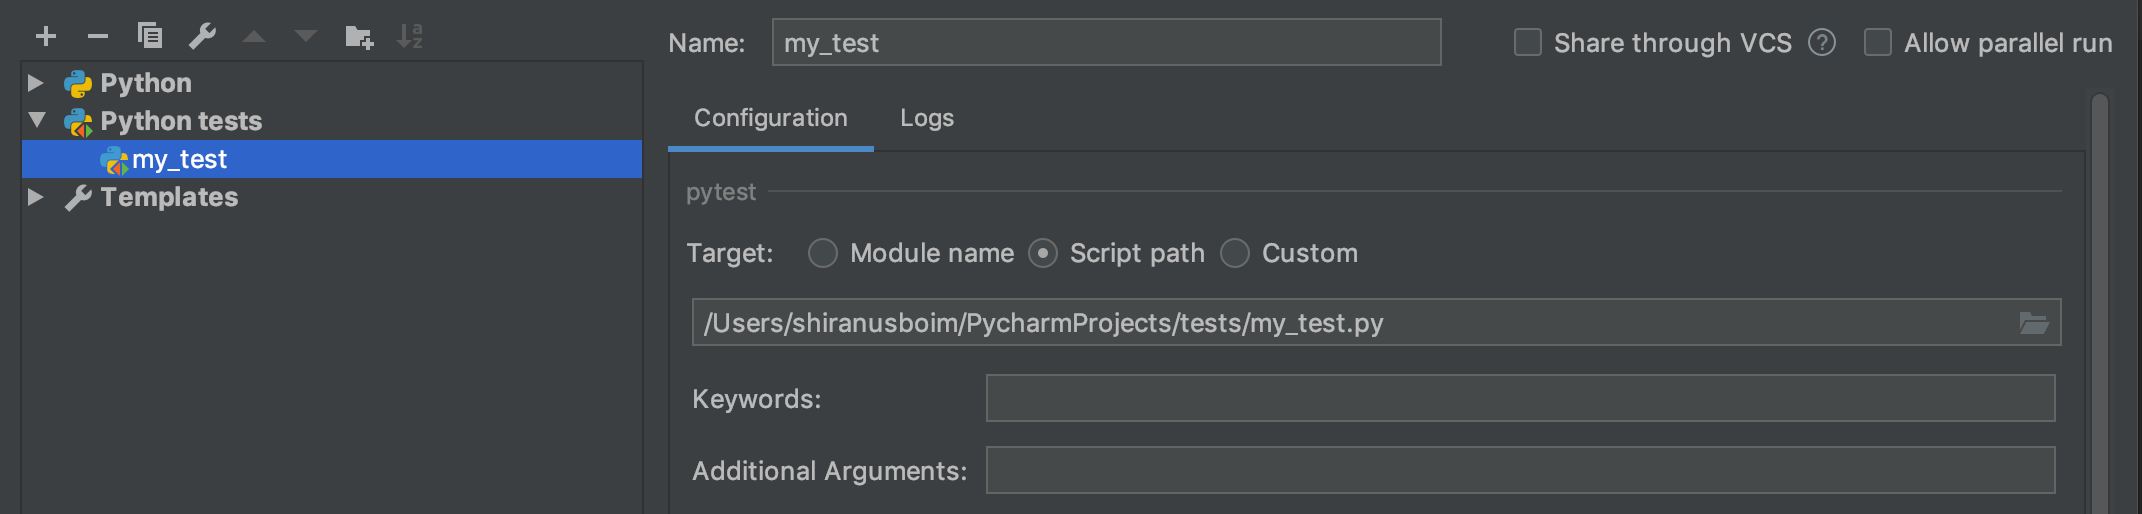 Python
Python tests
my_test
Templates
Name: my_test
Share through VCS ?
Allow parallel run
Configuration Logs
pytest
Target: Module name Script path Custom
/Users/shiranusboim/PycharmProjects/tests/my_test.py
Keywords:
Additional Arguments: